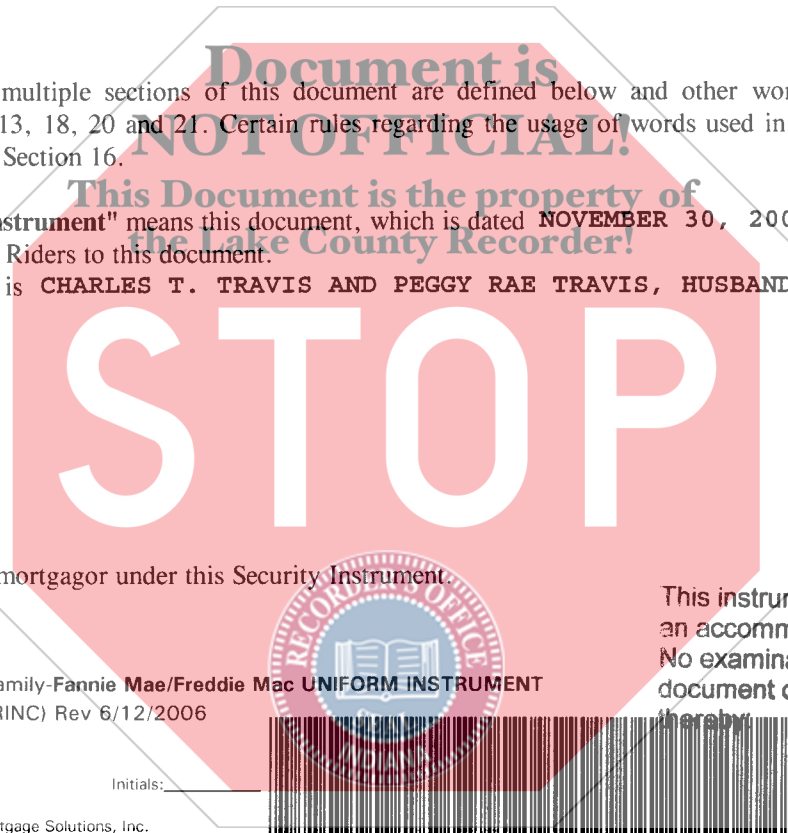 Document is
multiple sections of this document are defined below and other wor
13, 18, 20 and 21. Certain rules regarding the usage of words used in
NOT OFFICIAL!
Section 16.
This Document is the property of
nstrument" means this document, which is dated NOVEMBER 30, 200
the Lake County Recorder!
Riders to this document.
is CHARLES T. TRAVIS AND PEGGY RAE TRAVIS, HUSBAND
STOP
mortgagor under this Security Instrument.
RECORDER'S OFFICE
This instrum
an accomm
No examina
amily-Fannie Mae/Freddie Mac UNIFORM INSTRUMENT
document o
RINC) Rev 6/12/2006
thereby.
INDIANA
Initials:
tgage Solutions, Inc.